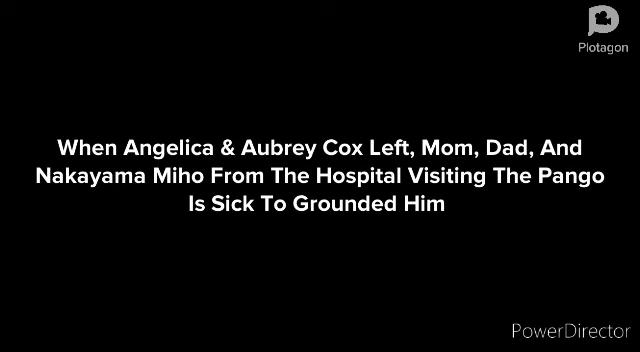 Plotagon
When Angelica & Aubrey Cox Left, Mom, Dad, And
Nakayama Miho From The Hospital Visiting The Pango
Is Sick To Grounded Him
PowerDirector